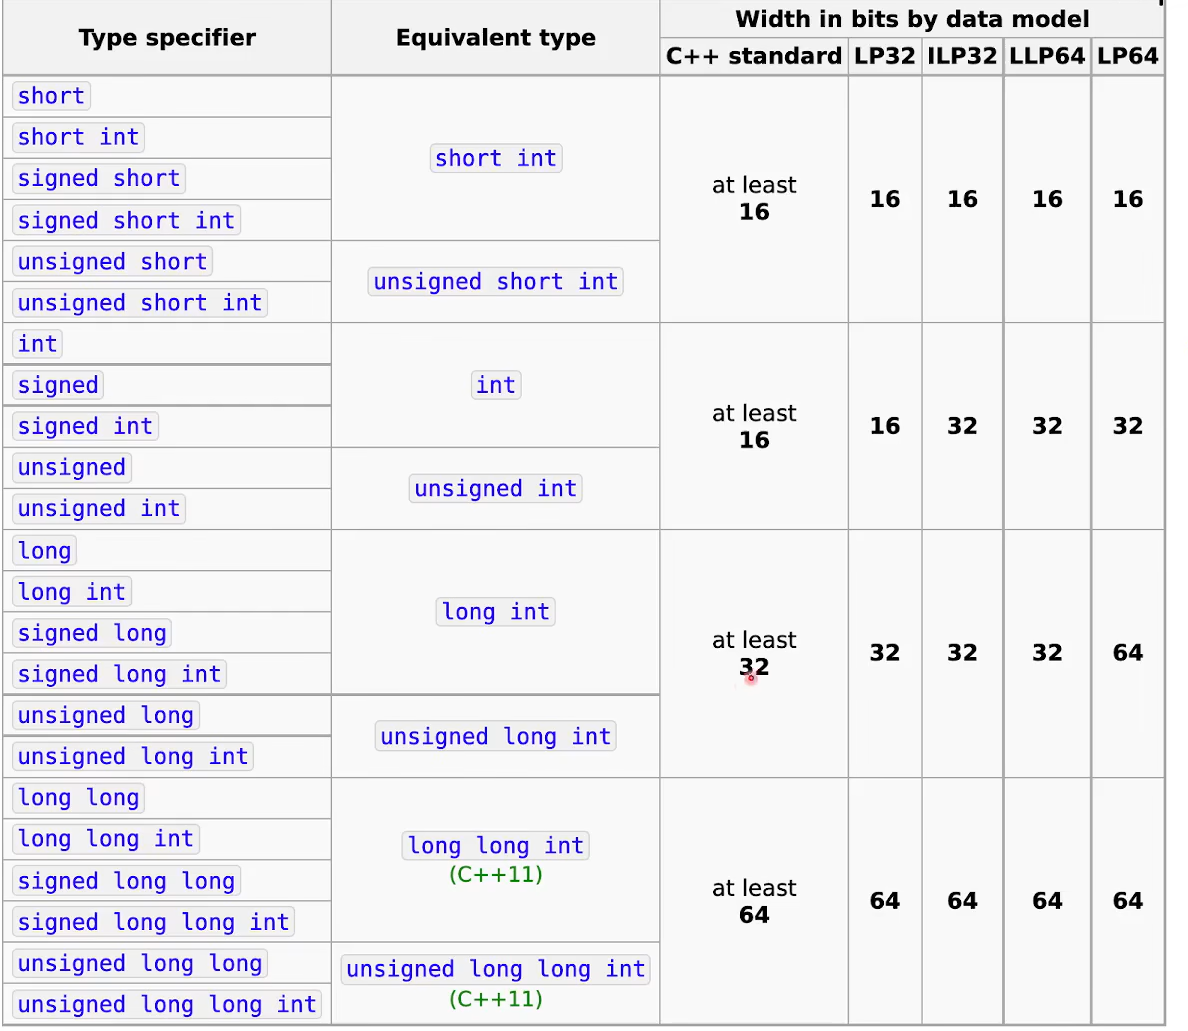 Type specifier
Equivalent type
Width in bits by data model
C++ standard
LP32
ILP32
LLP64
LP64
short
short int
signed short
signed short int
short int
unsigned short
unsigned short int
unsigned short int
at least
16
16
16
16
16
int
signed
signed int
int
unsigned
unsigned int
unsigned int
at least
16
16
32
32
32
long
long int
signed long
signed long int
long int
unsigned long
unsigned long int
unsigned long int
at least
32
32
32
32
64
long long
long long int
signed long long
signed long long int
long long int
(C++11)
unsigned long long
unsigned long long int
unsigned long long int
(C++11)
at least
64
64
64
64
64